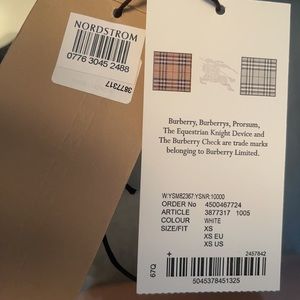 NORDSTROM
0776 3045 2488
3877317
Burberry, Burberrys, Prorsum,
The Equestrian Knight Device and
The Burberry Check are trade marks
belonging to Burberry Limited.
W:YSM82367:YSNR:10000
ORDER No 4500467724
ARTICLE 3877317 1005
COLOUR WHITE
SIZE/FIT XS
XS EU
XS US
+ 2457842
67Q
5045378451325